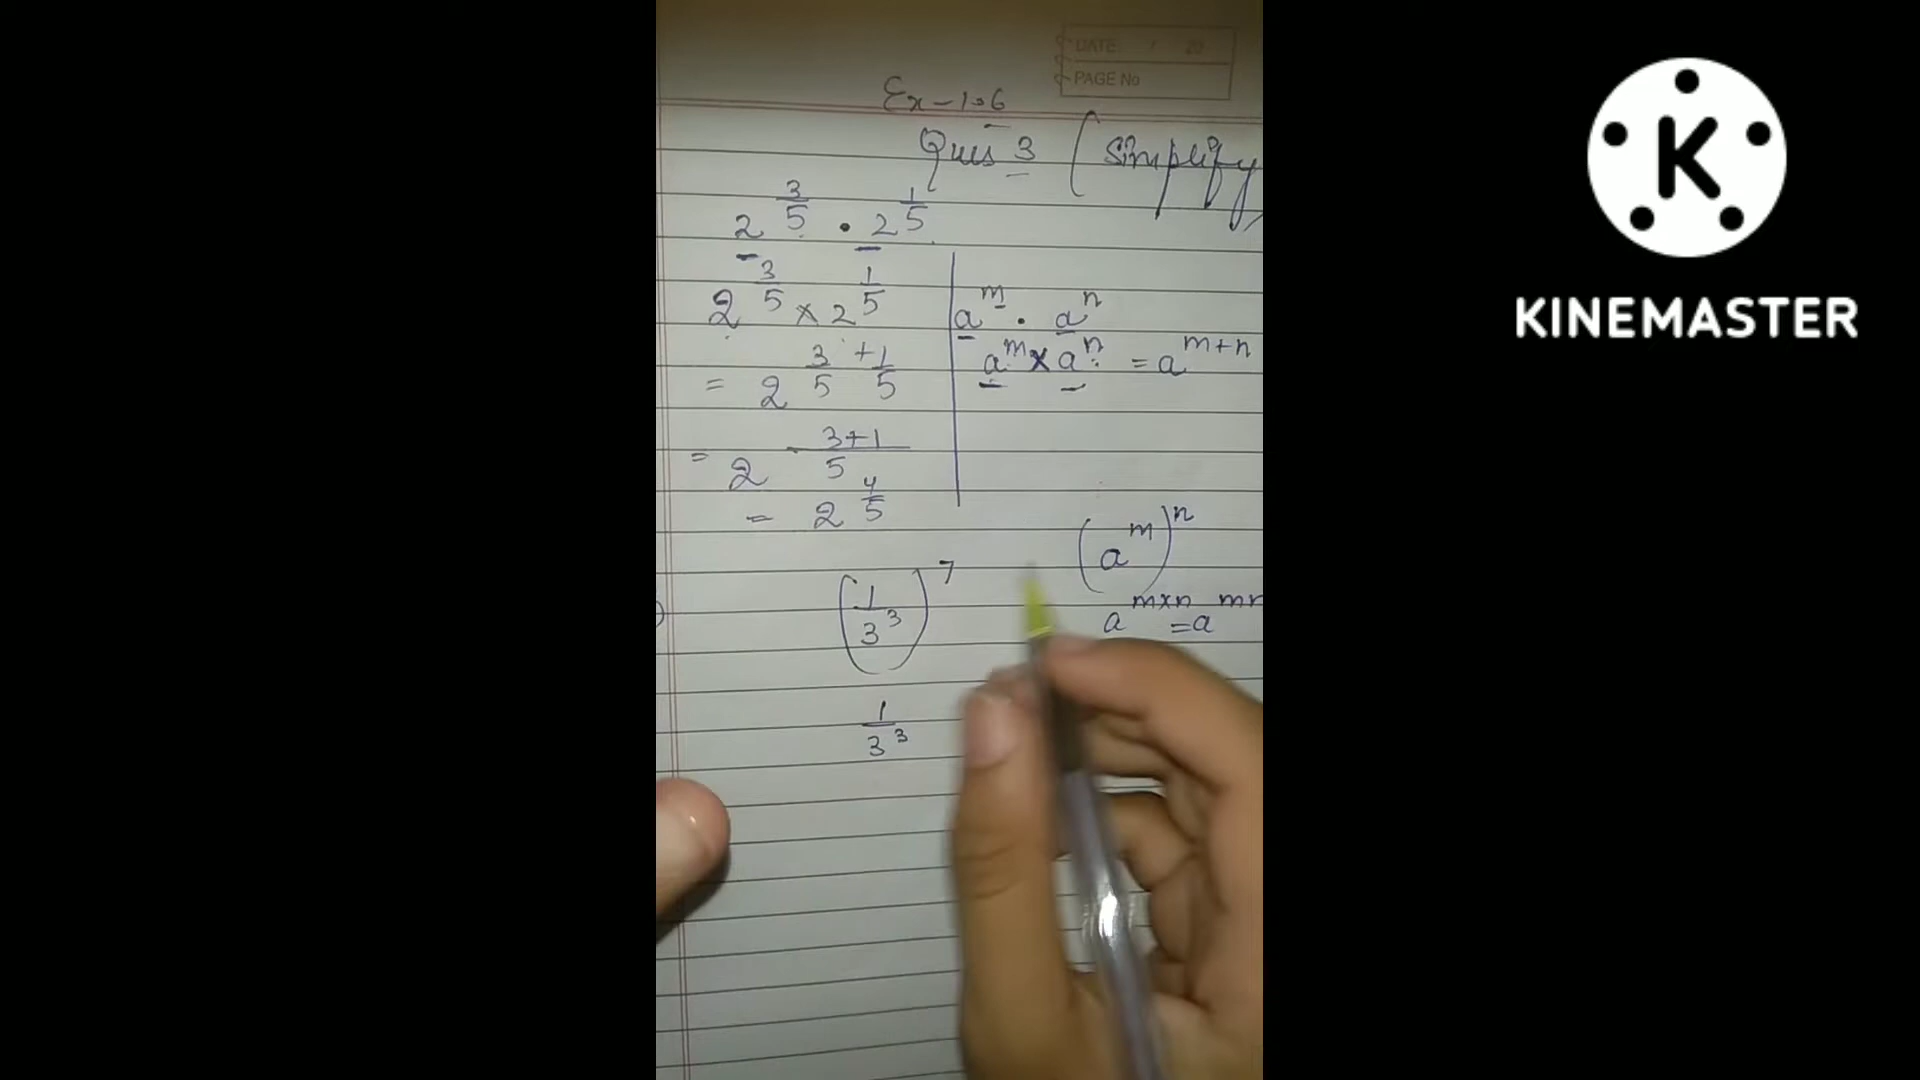 DATE: / 20
PAGE No
Ex-1.6
Ques 3 (Simplify)
2^{3/5} · 2^{1/5}
2^{3/5} × 2^{1/5}
a^m · a^n
a^m × a^n = a^{m+n}
= 2^{3/5 + 1/5}
= 2^{(3+1)/5}
= 2^{4/5}
(a^m)^n
(1/3^3)^7
a^{m×n} = a^{mn}
1/3^3
K
KINEMASTER